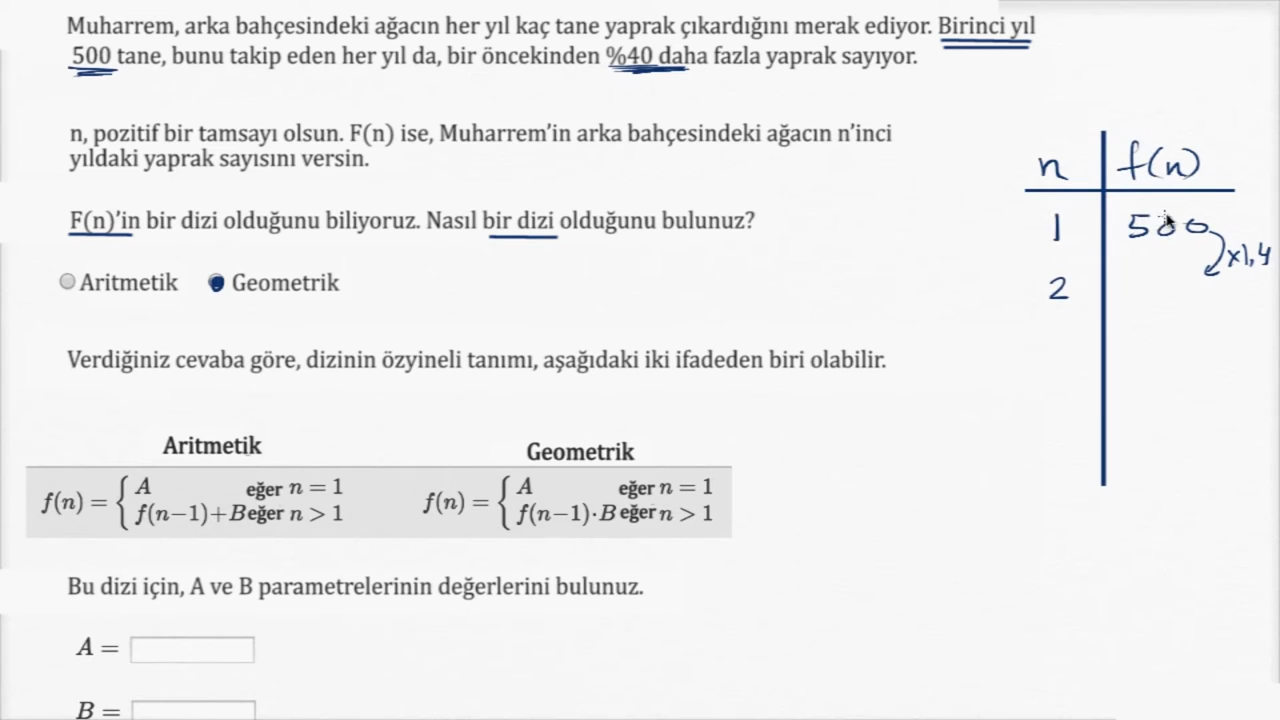 Muharrem, arka bahçesindeki ağacın her yıl kaç tane yaprak çıkardığını merak ediyor. Birinci yıl
500 tane, bunu takip eden her yıl da, bir öncekinden %40 daha fazla yaprak sayıyor.
n, pozitif bir tamsayı olsun. F(n) ise, Muharrem'in arka bahçesindeki ağacın n'inci
yıldaki yaprak sayısını versin.
F(n)'in bir dizi olduğunu biliyoruz. Nasıl bir dizi olduğunu bulunuz?
Aritmetik Geometrik
Verdiğiniz cevaba göre, dizinin özyineli tanımı, aşağıdaki iki ifadeden biri olabilir.
Aritmetik
f(n) = { A eğer n = 1
f(n−1)+B eğer n > 1
Geometrik
f(n) = { A eğer n = 1
f(n−1)·B eğer n > 1
Bu dizi için, A ve B parametrelerinin değerlerini bulunuz.
A =
B =
n f(n)
1 500
x1,4
2